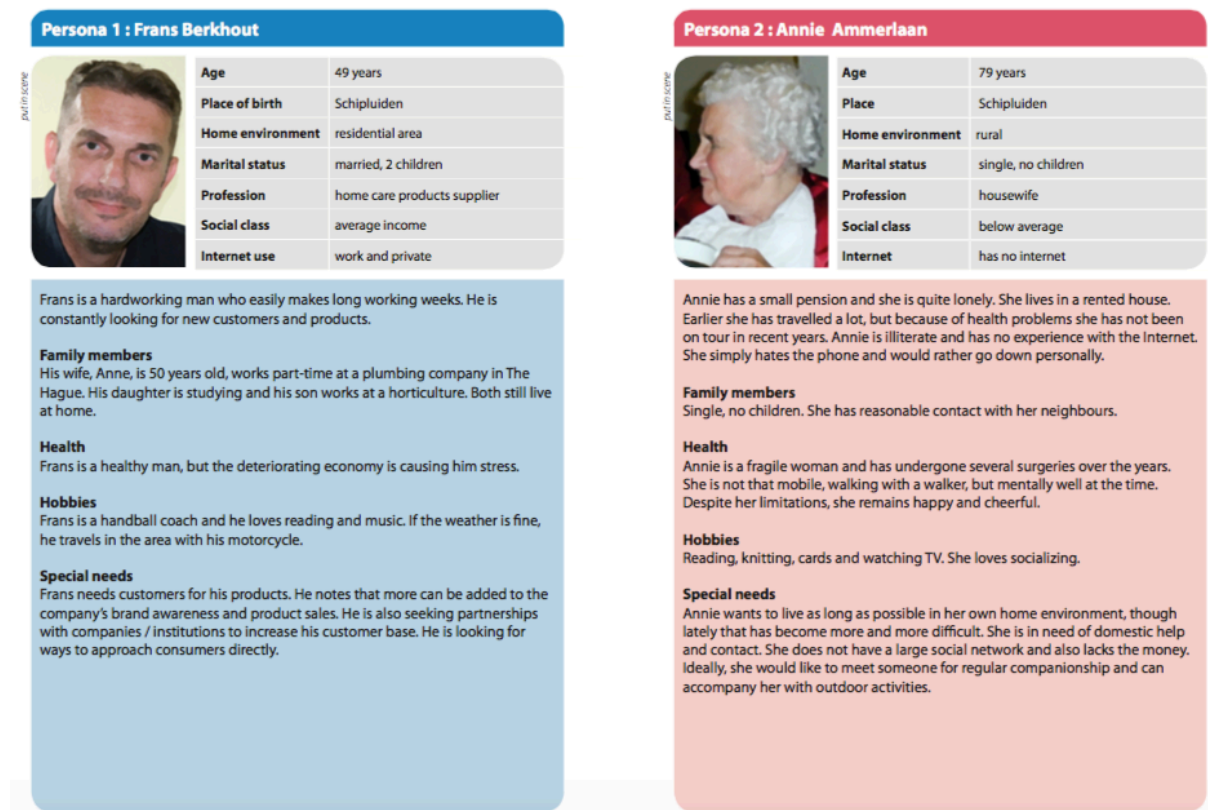 Persona 1 : Frans Berkhout
put in scene
Age 49 years
Place of birth Schipluiden
Home environment residential area
Marital status married, 2 children
Profession home care products supplier
Social class average income
Internet use work and private
Frans is a hardworking man who easily makes long working weeks. He is
constantly looking for new customers and products.
Family members
His wife, Anne, is 50 years old, works part-time at a plumbing company in The
Hague. His daughter is studying and his son works at a horticulture. Both still live
at home.
Health
Frans is a healthy man, but the deteriorating economy is causing him stress.
Hobbies
Frans is a handball coach and he loves reading and music. If the weather is fine,
he travels in the area with his motorcycle.
Special needs
Frans needs customers for his products. He notes that more can be added to the
company's brand awareness and product sales. He is also seeking partnerships
with companies / institutions to increase his customer base. He is looking for
ways to approach consumers directly.
Persona 2 : Annie Ammerlaan
put in scene
Age 79 years
Place Schipluiden
Home environment rural
Marital status single, no children
Profession housewife
Social class below average
Internet has no internet
Annie has a small pension and she is quite lonely. She lives in a rented house.
Earlier she has travelled a lot, but because of health problems she has not been
on tour in recent years. Annie is illiterate and has no experience with the Internet.
She simply hates the phone and would rather go down personally.
Family members
Single, no children. She has reasonable contact with her neighbours.
Health
Annie is a fragile woman and has undergone several surgeries over the years.
She is not that mobile, walking with a walker, but mentally well at the time.
Despite her limitations, she remains happy and cheerful.
Hobbies
Reading, knitting, cards and watching TV. She loves socializing.
Special needs
Annie wants to live as long as possible in her own home environment, though
lately that has become more and more difficult. She is in need of domestic help
and contact. She does not have a large social network and also lacks the money.
Ideally, she would like to meet someone for regular companionship and can
accompany her with outdoor activities.